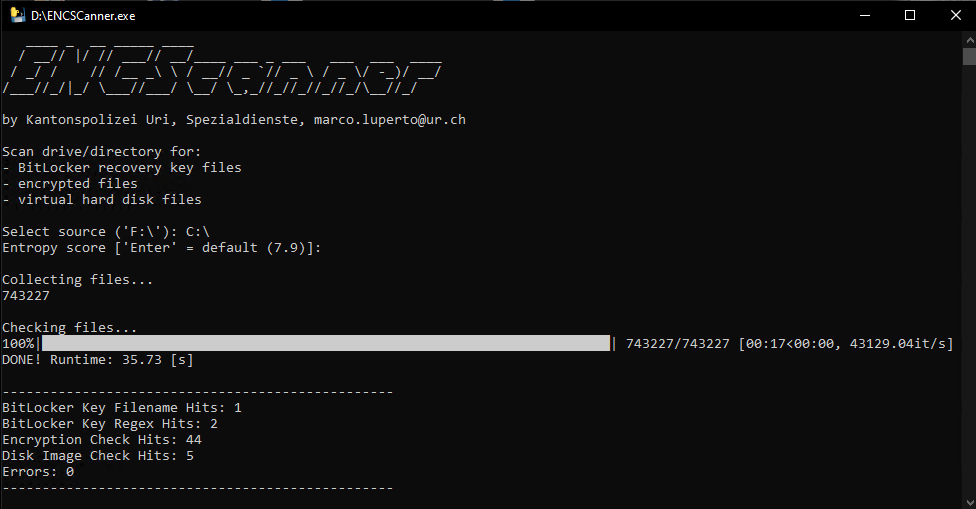 D:\ENCSCanner.exe
ENCSCanner
by Kantonspolizei Uri, Spezialdienste, marco.luperto@ur.ch
Scan drive/directory for:
- BitLocker recovery key files
- encrypted files
- virtual hard disk files
Select source ('F:\'): C:\
Entropy score ['Enter' = default (7.9)]:
Collecting files...
743227
Checking files...
100%| | 743227/743227 [00:17<00:00, 43129.04it/s]
DONE! Runtime: 35.73 [s]
-------------------------------------------------
BitLocker Key Filename Hits: 1
BitLocker Key Regex Hits: 2
Encryption Check Hits: 44
Disk Image Check Hits: 5
Errors: 0
-------------------------------------------------